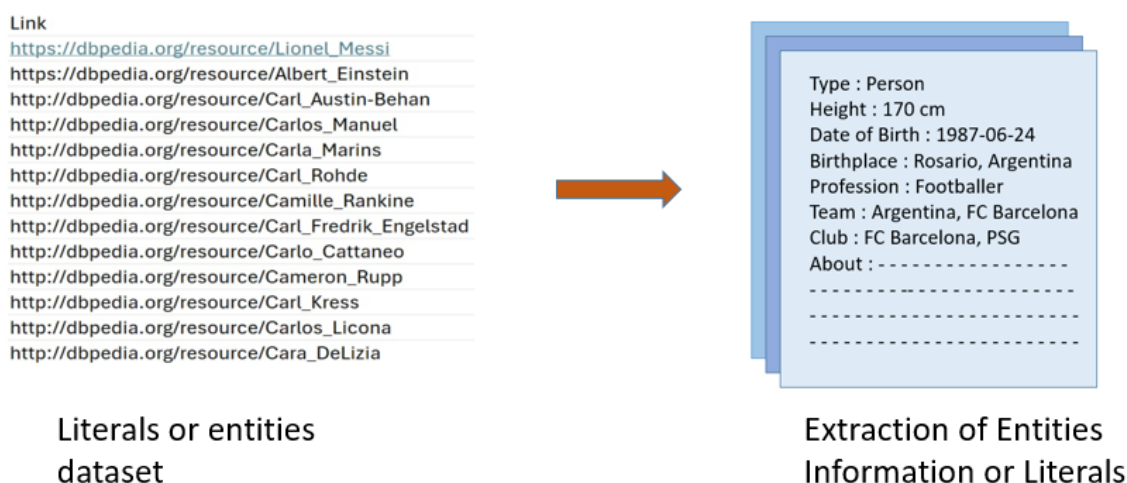 Link
https://dbpedia.org/resource/Lionel_Messi
https://dbpedia.org/resource/Albert_Einstein
http://dbpedia.org/resource/Carl_Austin-Behan
http://dbpedia.org/resource/Carlos_Manuel
http://dbpedia.org/resource/Carla_Marins
http://dbpedia.org/resource/Carl_Rohde
http://dbpedia.org/resource/Camille_Rankine
http://dbpedia.org/resource/Carl_Fredrik_Engelstad
http://dbpedia.org/resource/Carlo_Cattaneo
http://dbpedia.org/resource/Cameron_Rupp
http://dbpedia.org/resource/Carl_Kress
http://dbpedia.org/resource/Carlos_Licona
http://dbpedia.org/resource/Cara_DeLizia
Literals or entities
dataset
Type : Person
Height : 170 cm
Date of Birth : 1987-06-24
Birthplace : Rosario, Argentina
Profession : Footballer
Team : Argentina, FC Barcelona
Club : FC Barcelona, PSG
About : - - - - - - - - - - - - - - - - -
- - - - - - - - - - - - - - - - - - - - - - - -
- - - - - - - - - - - - - - - - - - - - - - - -
- - - - - - - - - - - - - - - - - - - - - - - -
Extraction of Entities
Information or Literals